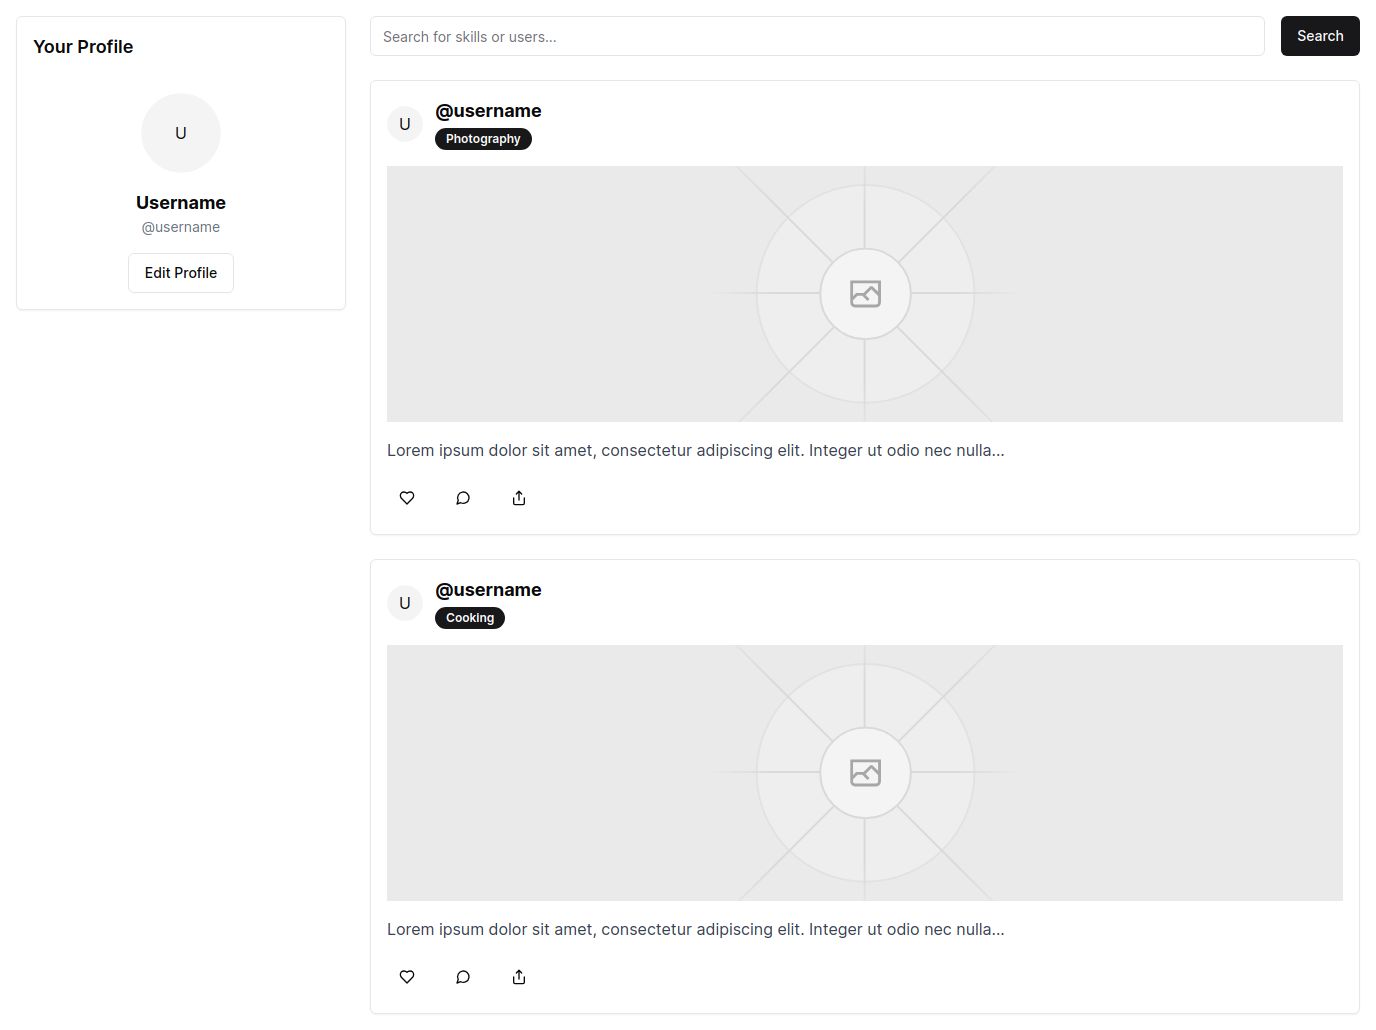 Your Profile
U
Username
@username
Edit Profile
Search for skills or users...
Search
U
@username
Photography
Lorem ipsum dolor sit amet, consectetur adipiscing elit. Integer ut odio nec nulla...
U
@username
Cooking
Lorem ipsum dolor sit amet, consectetur adipiscing elit. Integer ut odio nec nulla...